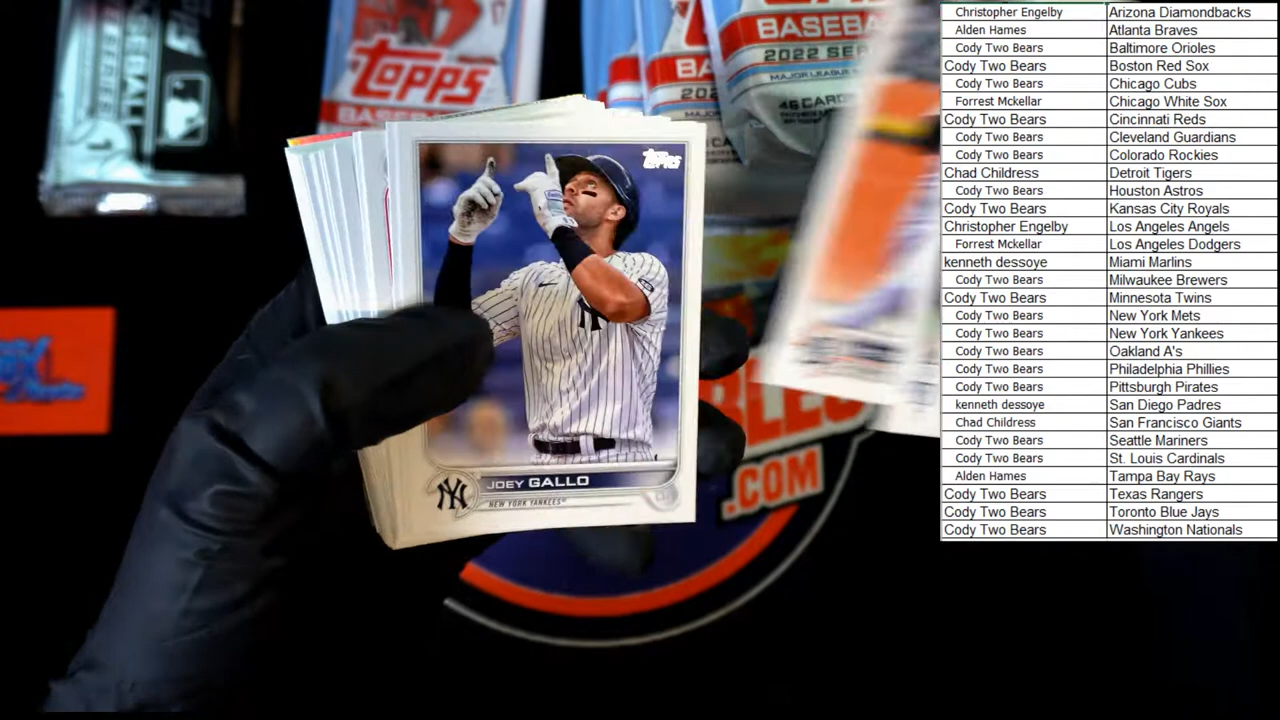 TOPPS
BASEBALL
2022 SER
MAJOR LEAGUE
46 CARD
TOPPS
JOEY GALLO
NEW YORK YANKEES
BLES
.COM
Christopher Engelby Arizona Diamondbacks
Alden Hames Atlanta Braves
Cody Two Bears Baltimore Orioles
Cody Two Bears Boston Red Sox
Cody Two Bears Chicago Cubs
Forrest Mckellar Chicago White Sox
Cody Two Bears Cincinnati Reds
Cody Two Bears Cleveland Guardians
Cody Two Bears Colorado Rockies
Chad Childress Detroit Tigers
Cody Two Bears Houston Astros
Cody Two Bears Kansas City Royals
Christopher Engelby Los Angeles Angels
Forrest Mckellar Los Angeles Dodgers
kenneth dessoye Miami Marlins
Cody Two Bears Milwaukee Brewers
Cody Two Bears Minnesota Twins
Cody Two Bears New York Mets
Cody Two Bears New York Yankees
Cody Two Bears Oakland A's
Cody Two Bears Philadelphia Phillies
Cody Two Bears Pittsburgh Pirates
kenneth dessoye San Diego Padres
Chad Childress San Francisco Giants
Cody Two Bears Seattle Mariners
Cody Two Bears St. Louis Cardinals
Alden Hames Tampa Bay Rays
Cody Two Bears Texas Rangers
Cody Two Bears Toronto Blue Jays
Cody Two Bears Washington Nationals